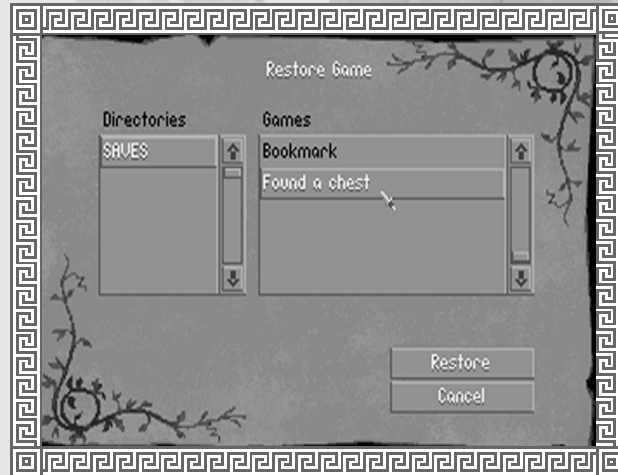 Restore Game
Directories
Games
SAVES
Bookmark
Found a chest
Restore
Cancel